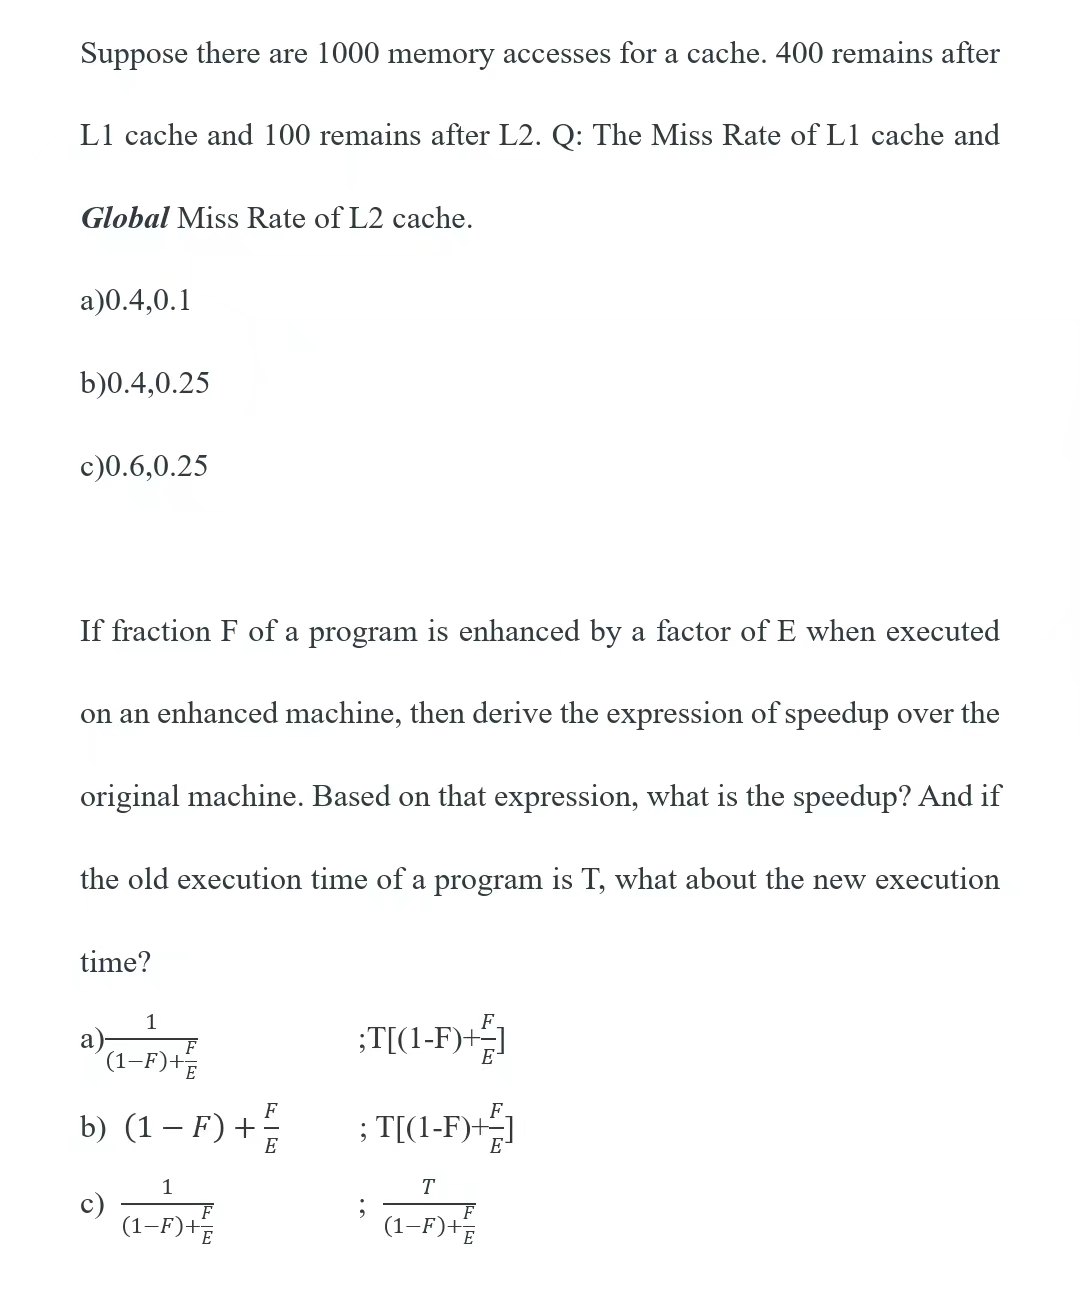 Suppose there are 1000 memory accesses for a cache. 400 remains after
L1 cache and 100 remains after L2. Q: The Miss Rate of L1 cache and
Global Miss Rate of L2 cache.
a)0.4,0.1
b)0.4,0.25
c)0.6,0.25
If fraction F of a program is enhanced by a factor of E when executed
on an enhanced machine, then derive the expression of speedup over the
original machine. Based on that expression, what is the speedup? And if
the old execution time of a program is T, what about the new execution
time?
a)\frac{1}{(1-F)+\frac{F}{E}} ;T[(1-F)+\frac{F}{E}]
b) (1-F)+\frac{F}{E} ; T[(1-F)+\frac{F}{E}]
c) \frac{1}{(1-F)+\frac{F}{E}} ; \frac{T}{(1-F)+\frac{F}{E}}